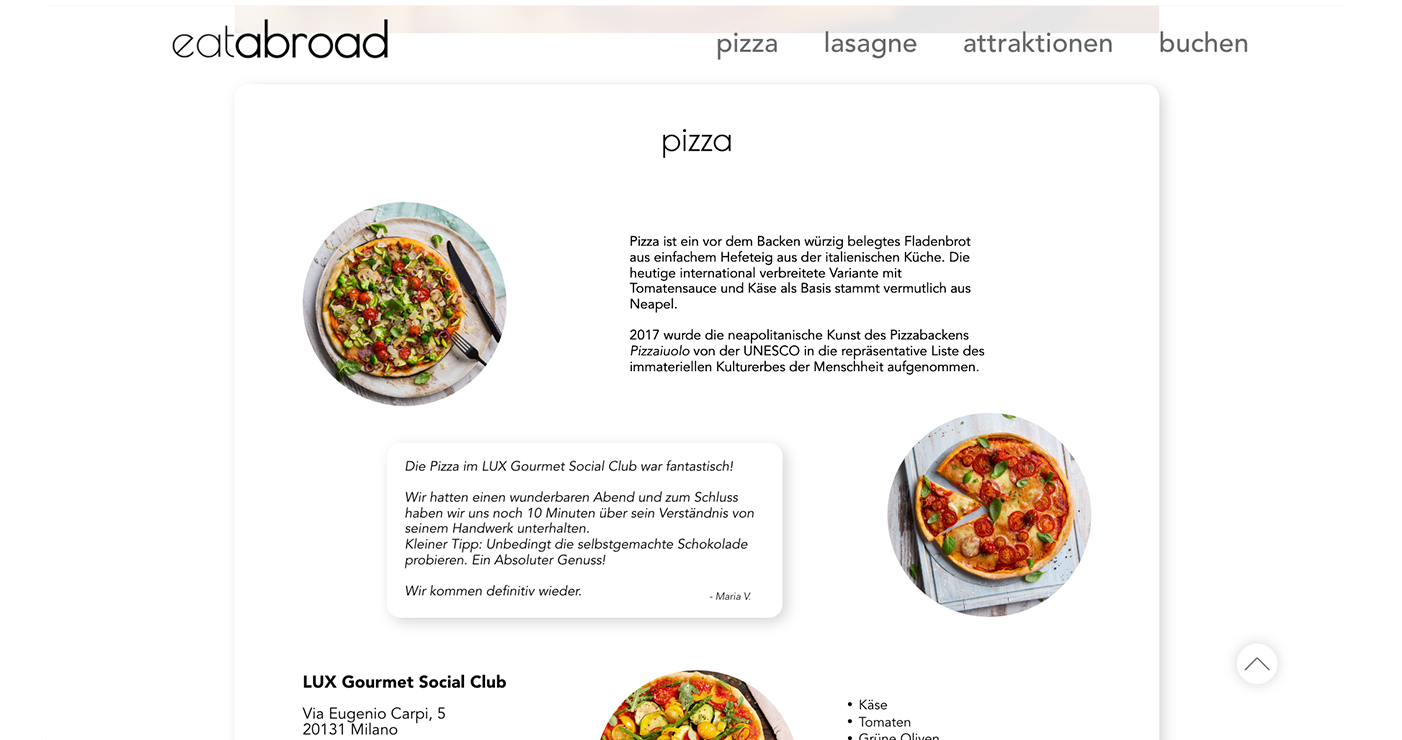 eatabroad
pizza lasagne attraktionen buchen
pizza
Pizza ist ein vor dem Backen würzig belegtes Fladenbrot
aus einfachem Hefeteig aus der italienischen Küche. Die
heutige international verbreitete Variante mit
Tomatensauce und Käse als Basis stammt vermutlich aus
Neapel.
2017 wurde die neapolitanische Kunst des Pizzabackens
Pizzaiuolo von der UNESCO in die repräsentative Liste des
immateriellen Kulturerbes der Menschheit aufgenommen.
Die Pizza im LUX Gourmet Social Club war fantastisch!
Wir hatten einen wunderbaren Abend und zum Schluss
haben wir uns noch 10 Minuten über sein Verständnis von
seinem Handwerk unterhalten.
Kleiner Tipp: Unbedingt die selbstgemachte Schokolade
probieren. Ein Absoluter Genuss!
Wir kommen definitiv wieder.
- Maria V.
LUX Gourmet Social Club
Via Eugenio Carpi, 5
20131 Milano
• Käse
• Tomaten
• Grüne Oliven